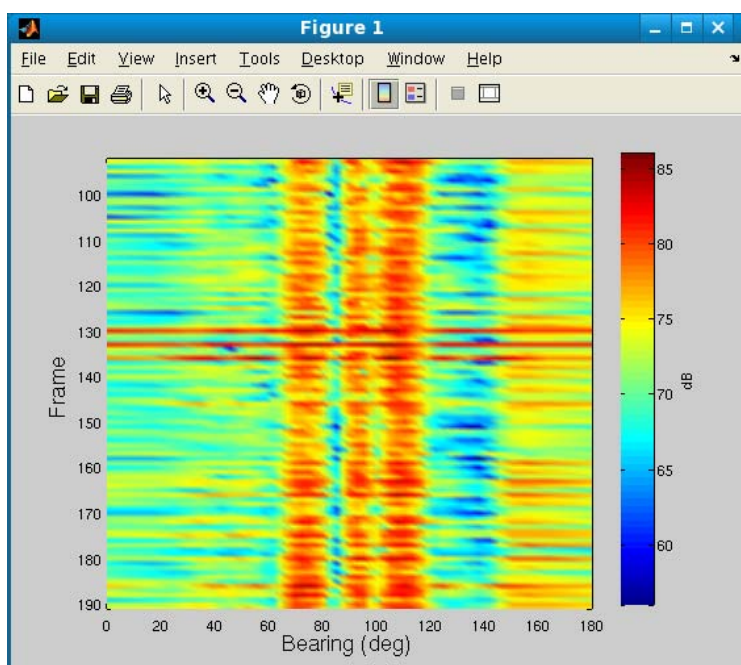 Figure 1
File Edit View Insert Tools Desktop Window Help
100
110
120
130
140
150
160
170
180
190
Frame
0 20 40 60 80 100 120 140 160 180
Bearing (deg)
85
80
75
70
65
60
dB